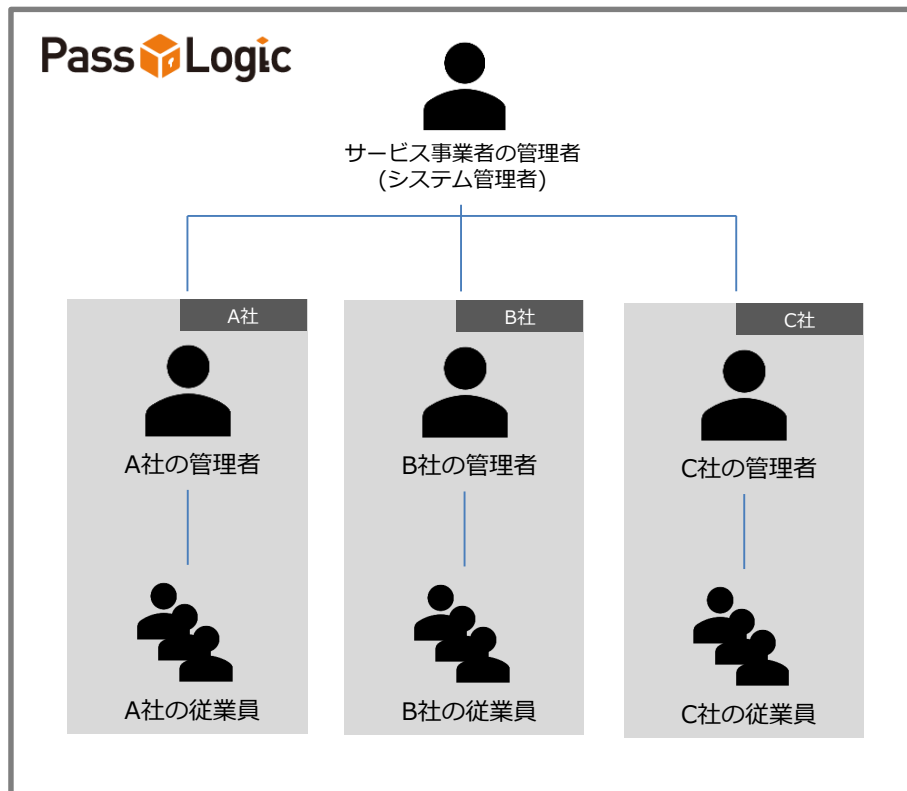 PassLogic
サービス事業者の管理者
(システム管理者)
A社
B社
C社
A社の管理者
B社の管理者
C社の管理者
A社の従業員
B社の従業員
C社の従業員